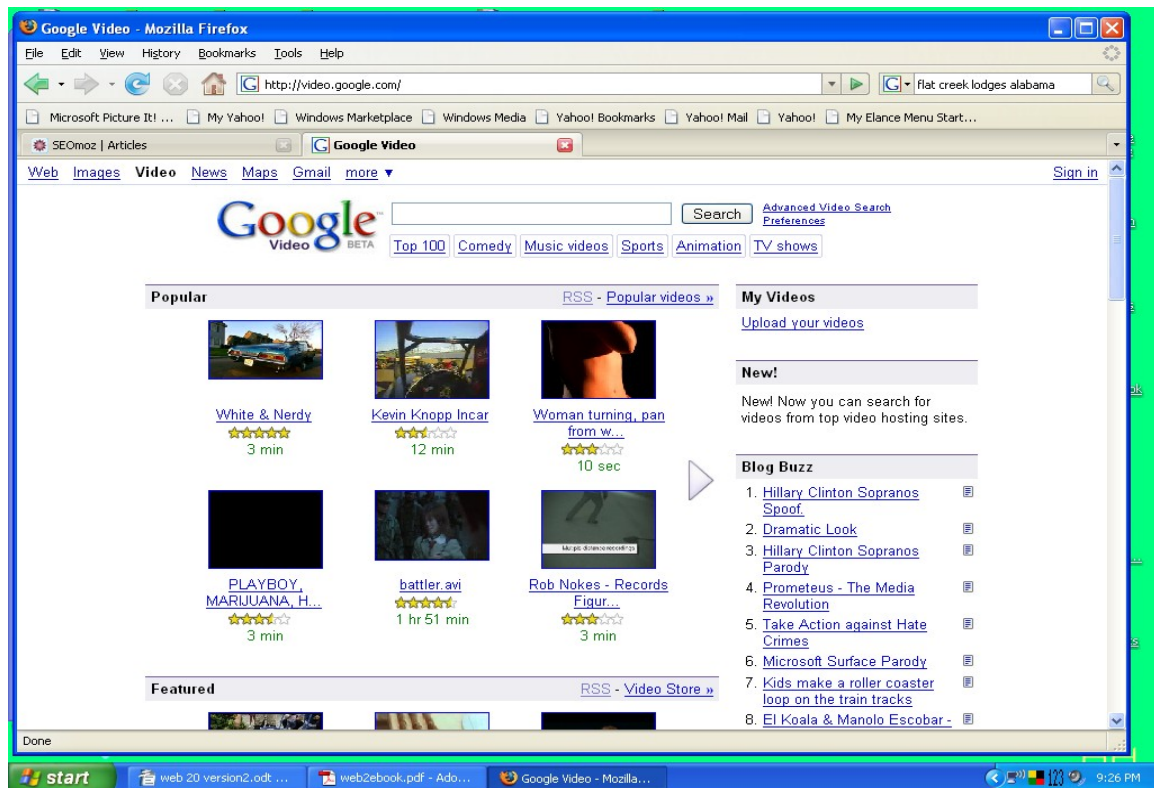 Google Video - Mozilla Firefox
File Edit View History Bookmarks Tools Help
http://video.google.com/ flat creek lodges alabama
Microsoft Picture It! ... My Yahoo! Windows Marketplace Windows Media Yahoo! Bookmarks Yahoo! Mail Yahoo! My Elance Menu Start...
SEOmoz | Articles Google Video
Web Images Video News Maps Gmail more ▼ Sign in
Google Video BETA
Search
Advanced Video Search
Preferences
Top 100 Comedy Music videos Sports Animation TV shows
Popular RSS - Popular videos »
White & Nerdy
3 min
Kevin Knopp Incar
12 min
Woman turning, pan
from w...
10 sec
PLAYBOY,
MARIJUANA, H...
3 min
battler.avi
1 hr 51 min
Multiple distance recordings
Rob Nokes - Records
Figur...
3 min
Featured RSS - Video Store »
My Videos
Upload your videos
New!
New! Now you can search for
videos from top video hosting sites.
Blog Buzz
1. Hillary Clinton Sopranos
Spoof.
2. Dramatic Look
3. Hillary Clinton Sopranos
Parody
4. Prometeus - The Media
Revolution
5. Take Action against Hate
Crimes
6. Microsoft Surface Parody
7. Kids make a roller coaster
loop on the train tracks
8. El Koala & Manolo Escobar -
Done
start web 20 version2.odt ... web2ebook.pdf - Ado... Google Video - Mozilla... 123 9:26 PM